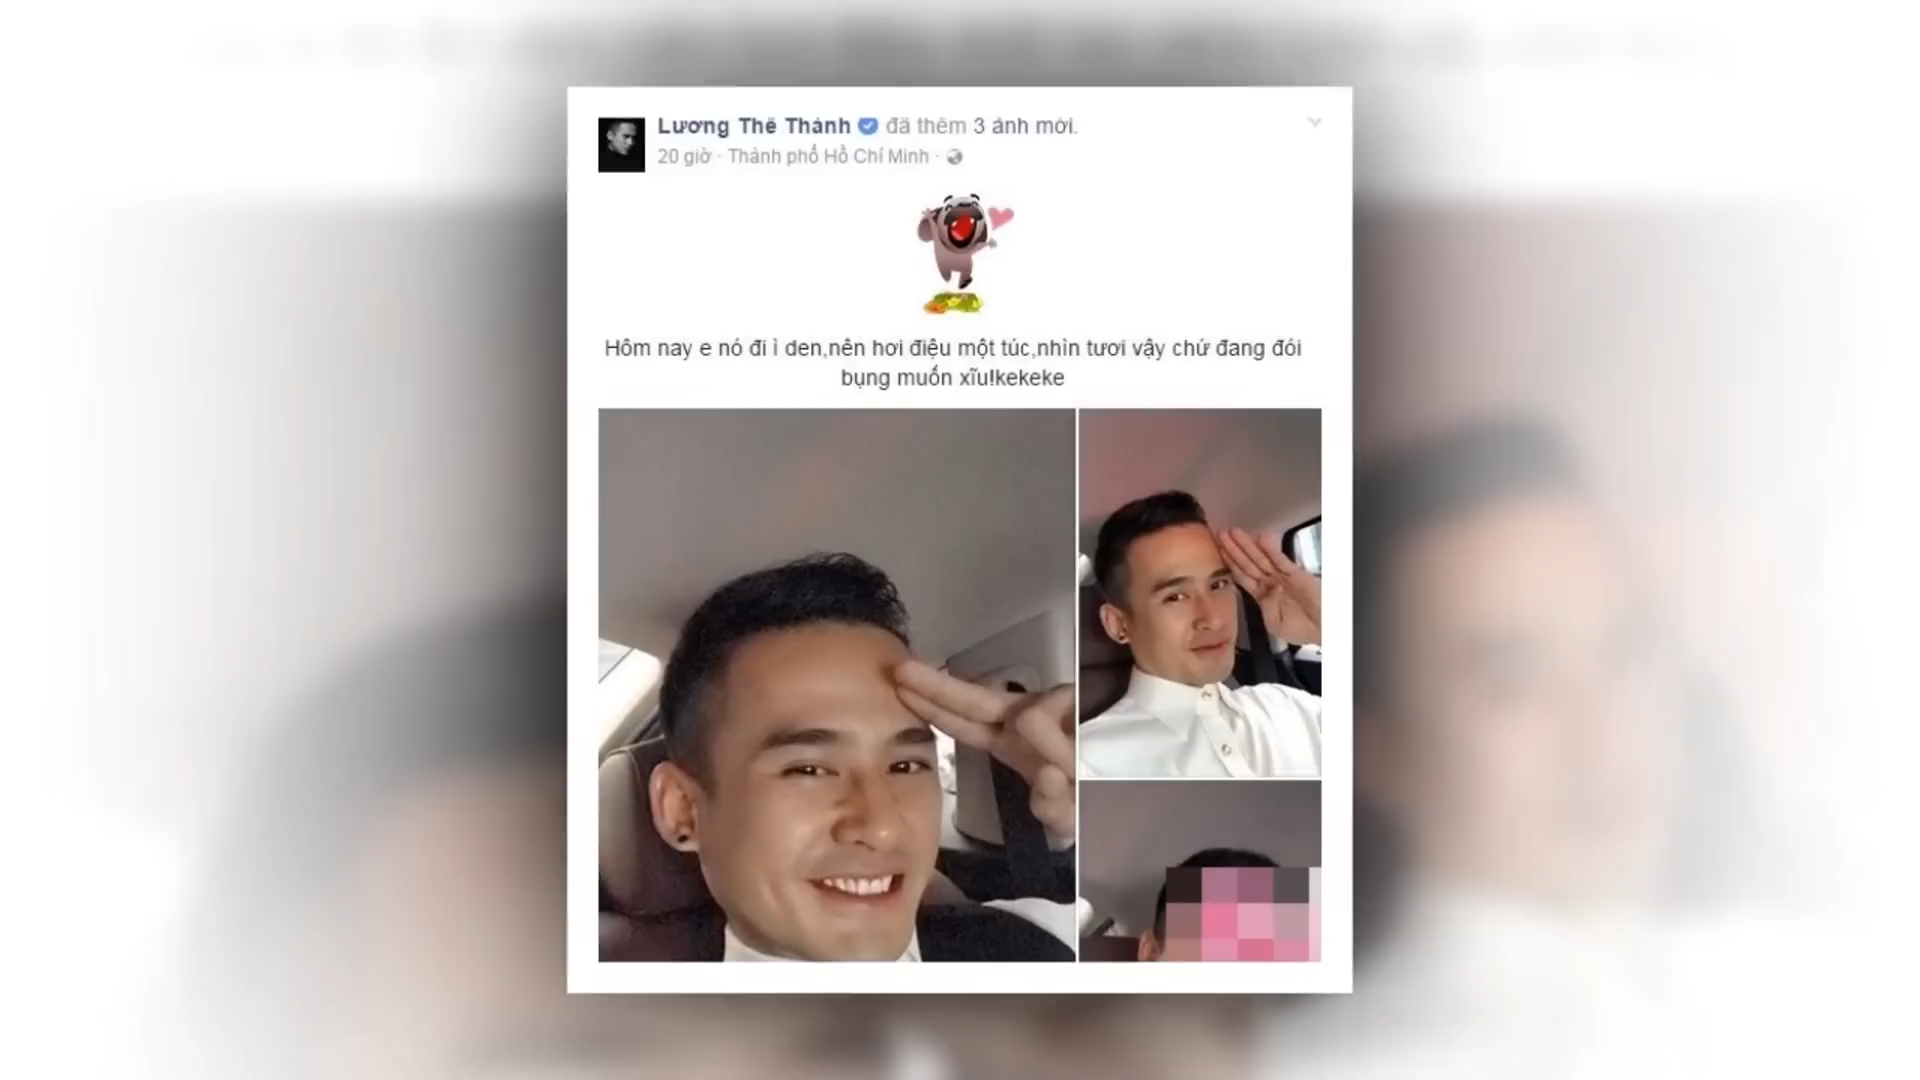 Lương Thế Thành đã thêm 3 ảnh mới.
20 giờ · Thành phố Hồ Chí Minh ·
Hôm nay e nó đi ì den,nên hơi điệu một túc,nhìn tươi vậy chứ đang đói
bụng muốn xĩu!kekeke